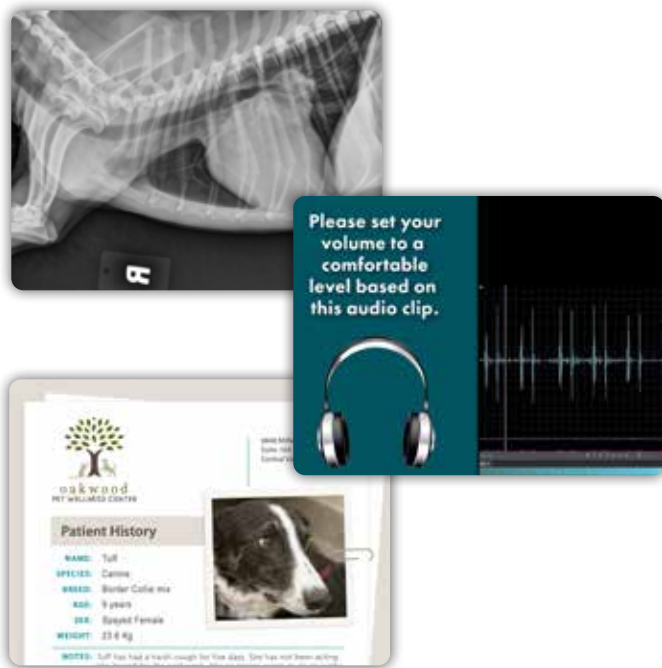 R
Please set your
volume to a
comfortable
level based on
this audio clip.
oakwood
PET WELLNESS CENTER
Patient History
NAME: Tuff
SPECIES: Canine
BREED: Border Collie mix
AGE: 9 years
SEX: Spayed Female
WEIGHT: 23.6 Kg
NOTES: Tuff has had a harsh cough for five days. She has not been acting